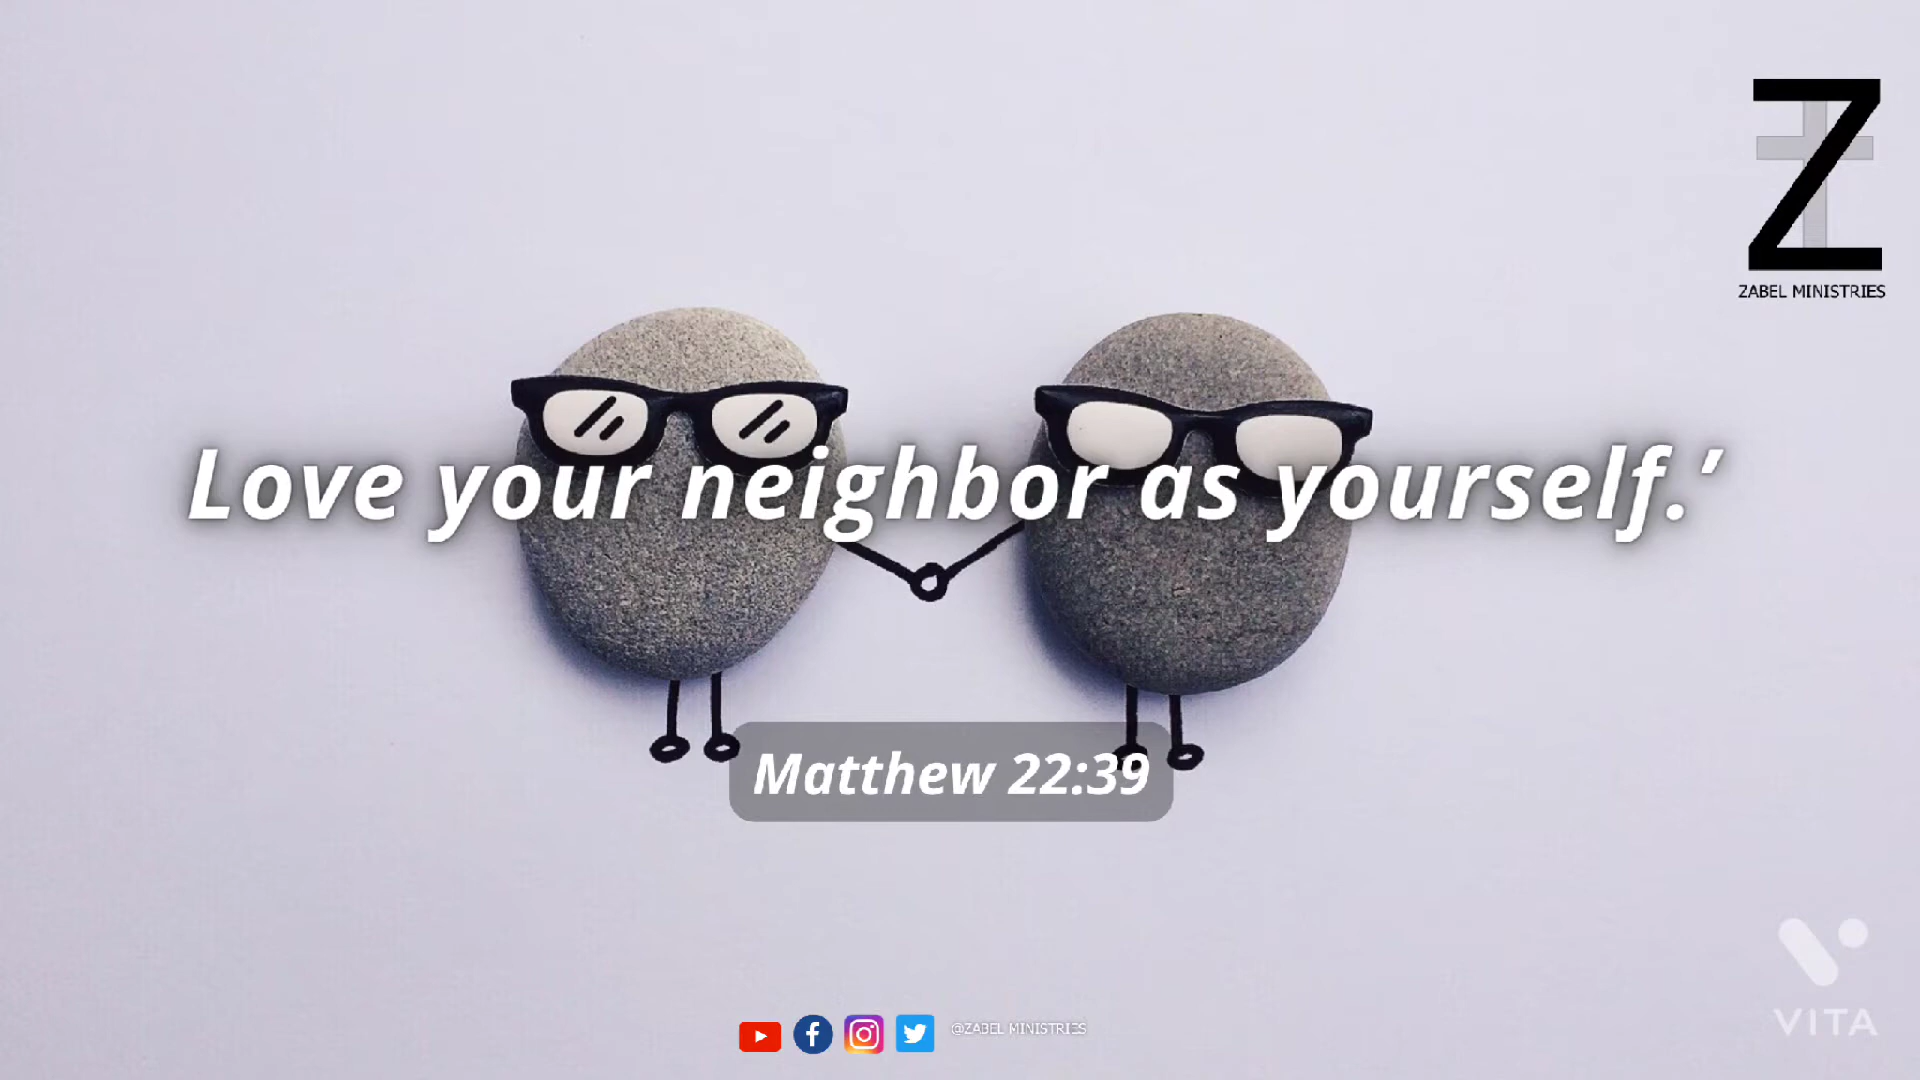 Z
ZABEL MINISTRIES
Love your neighbor as yourself.’
Matthew 22:39
VITA
@ZABEL MINISTRIES